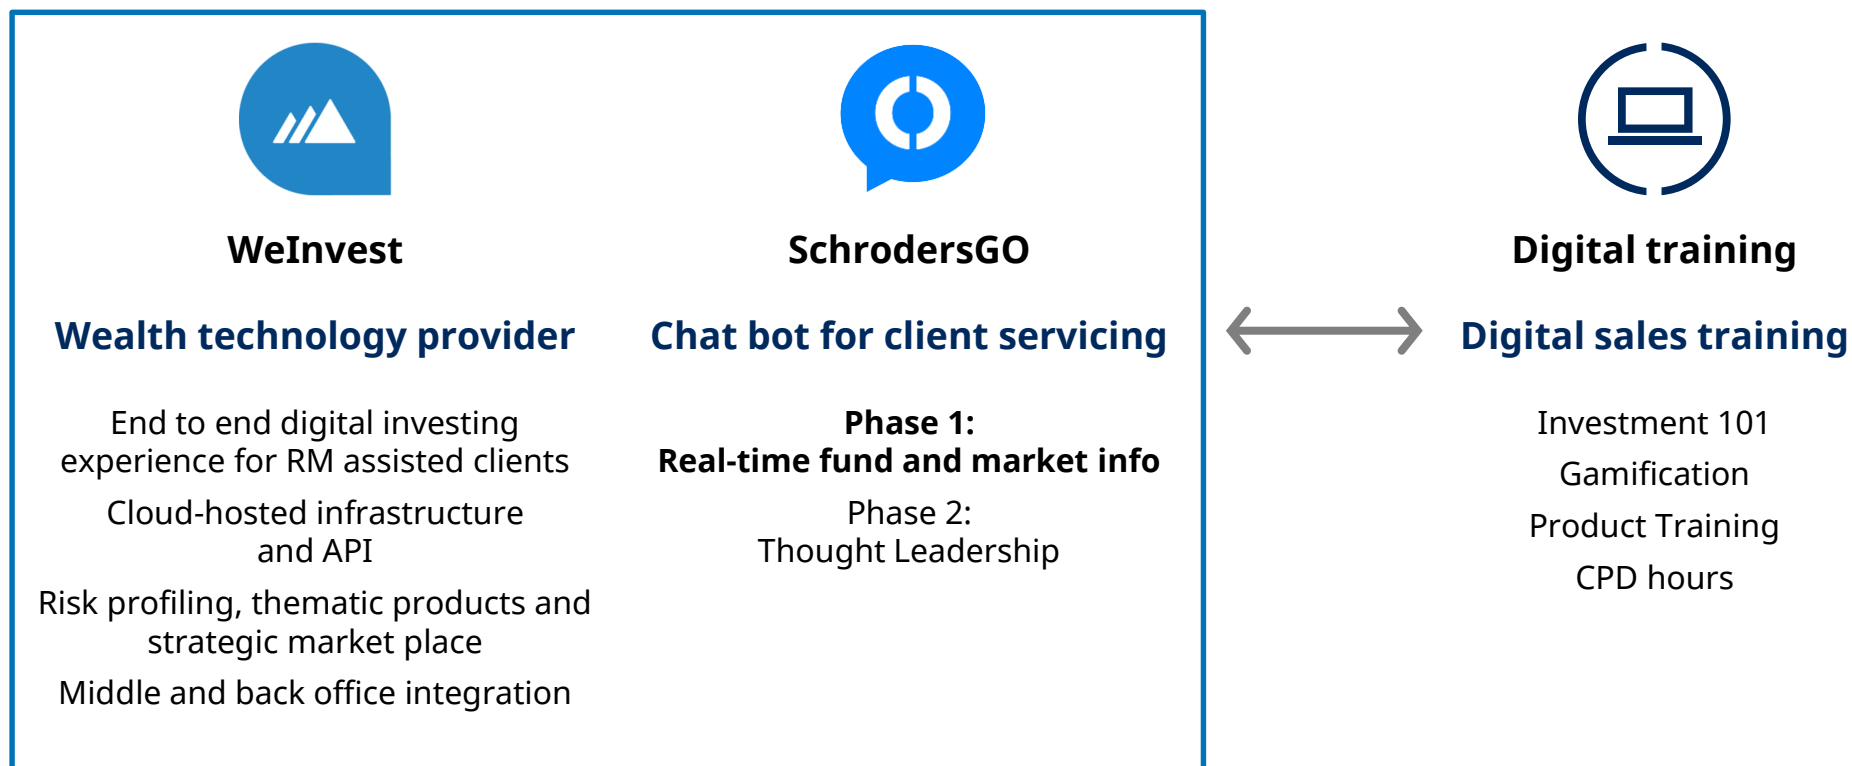 WeInvest
Wealth technology provider
End to end digital investing
experience for RM assisted clients
Cloud-hosted infrastructure
and API
Risk profiling, thematic products and
strategic market place
Middle and back office integration
SchrodersGO
Chat bot for client servicing
Phase 1:
Real-time fund and market info
Phase 2:
Thought Leadership
Digital training
Digital sales training
Investment 101
Gamification
Product Training
CPD hours